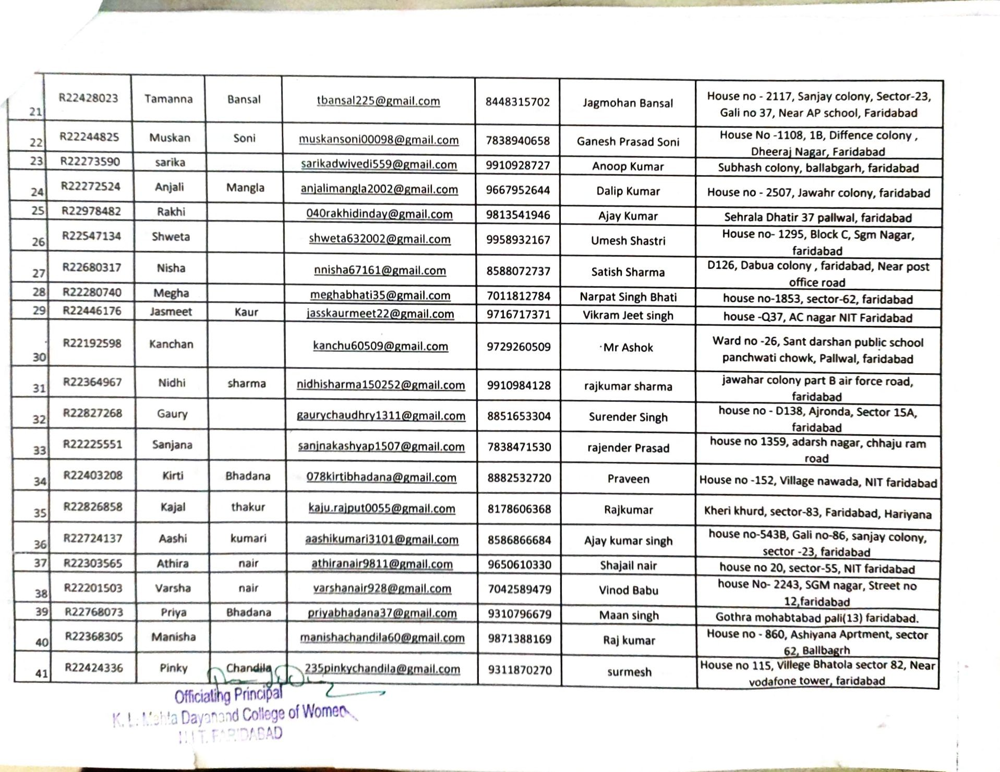 21 R22428023 Tamanna Bansal tbansal225@gmail.com 8448315702 Jagmohan Bansal House no - 2117, Sanjay colony, Sector-23,
Gali no 37, Near AP school, Faridabad
22 R22244825 Muskan Soni muskansoni00098@gmail.com 7838940658 Ganesh Prasad Soni House No -1108, 1B, Diffence colony ,
Dheeraj Nagar, Faridabad
23 R22273590 sarika sarikadwivedi559@gmail.com 9910928727 Anoop Kumar Subhash colony, ballabgarh, faridabad
24 R22272524 Anjali Mangla anjalimangla2002@gmail.com 9667952644 Dalip Kumar House no - 2507, Jawahr colony, faridabad
25 R22978482 Rakhi 040rakhidinday@gmail.com 9813541946 Ajay Kumar Sehrala Dhatir 37 pallwal, faridabad
26 R22547134 Shweta shweta632002@gmail.com 9958932167 Umesh Shastri House no- 1295, Block C, Sgm Nagar,
faridabad
27 R22680317 Nisha nnisha67161@gmail.com 8588072737 Satish Sharma D126, Dabua colony , faridabad, Near post
office road
28 R22280740 Megha meghabhati35@gmail.com 7011812784 Narpat Singh Bhati house no-1853, sector-62, faridabad
29 R22446176 Jasmeet Kaur jasskaurmeet22@gmail.com 9716717371 Vikram Jeet singh house -Q37, AC nagar NIT Faridabad
30 R22192598 Kanchan kanchu60509@gmail.com 9729260509 Mr Ashok Ward no -26, Sant darshan public school
panchwati chowk, Pallwal, faridabad
31 R22364967 Nidhi sharma nidhisharma150252@gmail.com 9910984128 rajkumar sharma jawahar colony part B air force road,
faridabad
32 R22827268 Gaury gaurychaudhry1311@gmail.com 8851653304 Surender Singh house no - D138, Ajronda, Sector 15A,
faridabad
33 R22225551 Sanjana sanjnakashyap1507@gmail.com 7838471530 rajender Prasad house no 1359, adarsh nagar, chhaju ram
road
34 R22403208 Kirti Bhadana 078kirtibhadana@gmail.com 8882532720 Praveen House no -152, Village nawada, NIT faridabad
35 R22826858 Kajal thakur kaju.rajput0055@gmail.com 8178606368 Rajkumar Kheri khurd, sector-83, Faridabad, Hariyana
36 R22724137 Aashi kumari aashikumari3101@gmail.com 8586866684 Ajay kumar singh house no-543B, Gali no-86, sanjay colony,
sector -23, faridabad
37 R22303565 Athira nair athiranair9811@gmail.com 9650610330 Shajail nair house no 20, sector-55, NIT faridabad
38 R22201503 Varsha nair varshanair928@gmail.com 7042589479 Vinod Babu house No- 2243, SGM nagar, Street no
12,faridabad
39 R22768073 Priya Bhadana priyabhadana37@gmail.com 9310796679 Maan singh Gothra mohabtabad pali(13) faridabad.
40 R22368305 Manisha manishachandila60@gmail.com 9871388169 Raj kumar House no - 860, Ashiyana Aprtment, sector
62, Ballbagrh
41 R22424336 Pinky Chandila 235pinkychandila@gmail.com 9311870270 surmesh House no 115, Villege Bhatola sector 82, Near
vodafone tower, faridabad
Officiating Principal
K. L. Mehta Dayanand College of Women
N.I.T. FARIDABAD